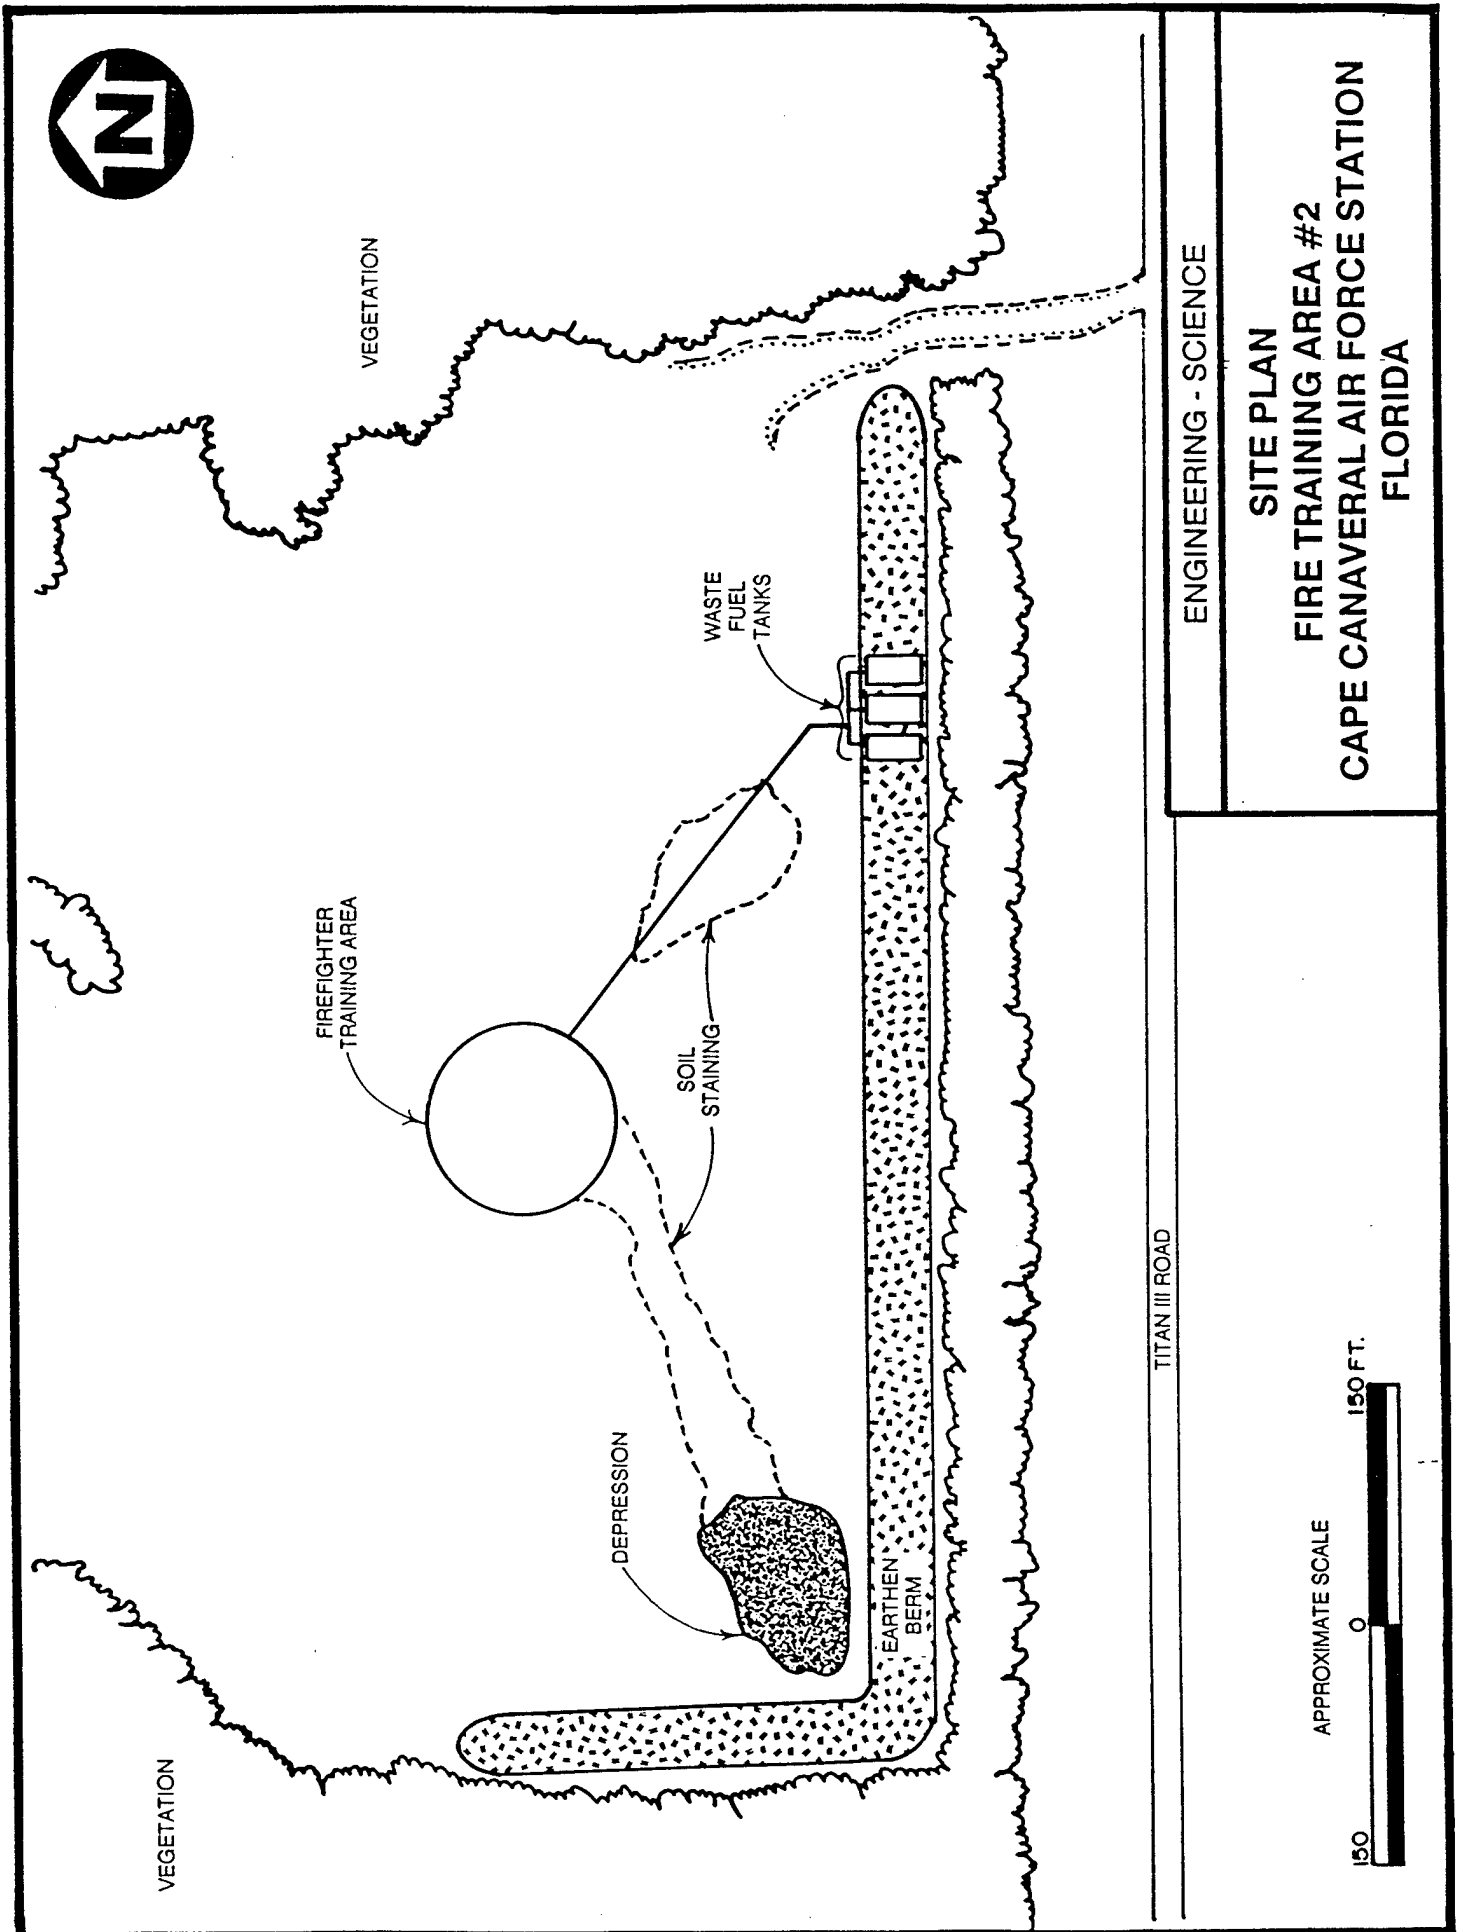 N
VEGETATION
VEGETATION
FIREFIGHTER
TRAINING AREA
DEPRESSION
SOIL
STAINING
WASTE
FUEL
TANKS
EARTHEN
BERM
TITAN III ROAD
APPROXIMATE SCALE
150
0
150 FT.
ENGINEERING - SCIENCE
SITE PLAN
FIRE TRAINING AREA #2
CAPE CANAVERAL AIR FORCE STATION
FLORIDA